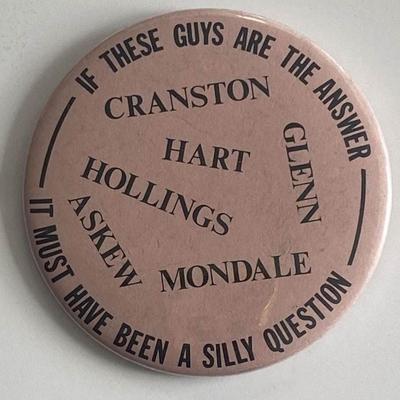 IF THESE GUYS ARE THE ANSWER
CRANSTON
HART
GLENN
HOLLINGS
ASKEW
MONDALE
IT MUST HAVE BEEN A SILLY QUESTION